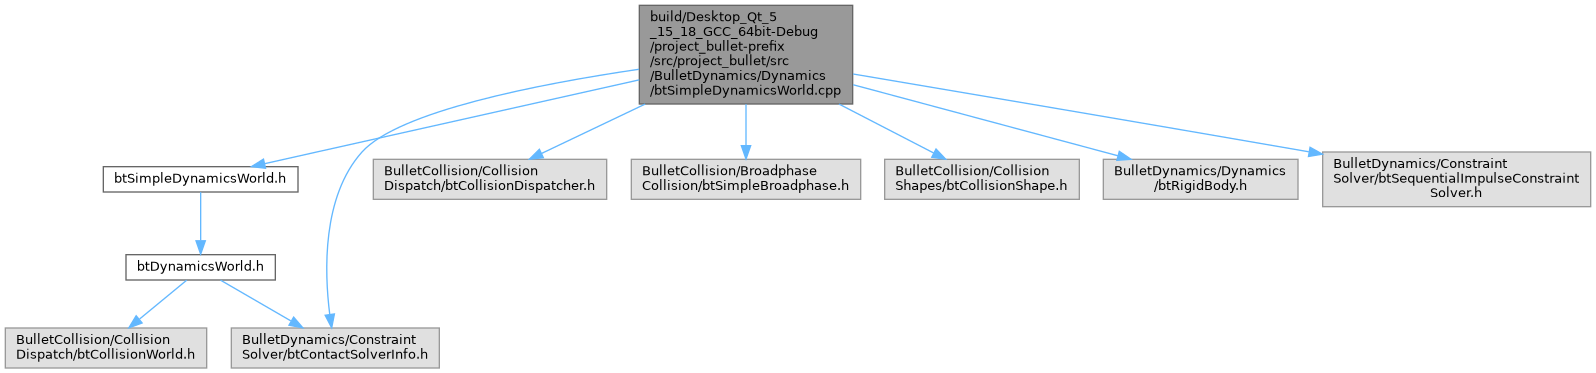 build/Desktop_Qt_5
_15_18_GCC_64bit-Debug
/project_bullet-prefix
/src/project_bullet/src
/BulletDynamics/Dynamics
/btSimpleDynamicsWorld.cpp
btSimpleDynamicsWorld.h
BulletCollision/Collision
Dispatch/btCollisionDispatcher.h
BulletCollision/Broadphase
Collision/btSimpleBroadphase.h
BulletCollision/Collision
Shapes/btCollisionShape.h
BulletDynamics/Dynamics
/btRigidBody.h
BulletDynamics/Constraint
Solver/btSequentialImpulseConstraint
Solver.h
btDynamicsWorld.h
BulletCollision/Collision
Dispatch/btCollisionWorld.h
BulletDynamics/Constraint
Solver/btContactSolverInfo.h